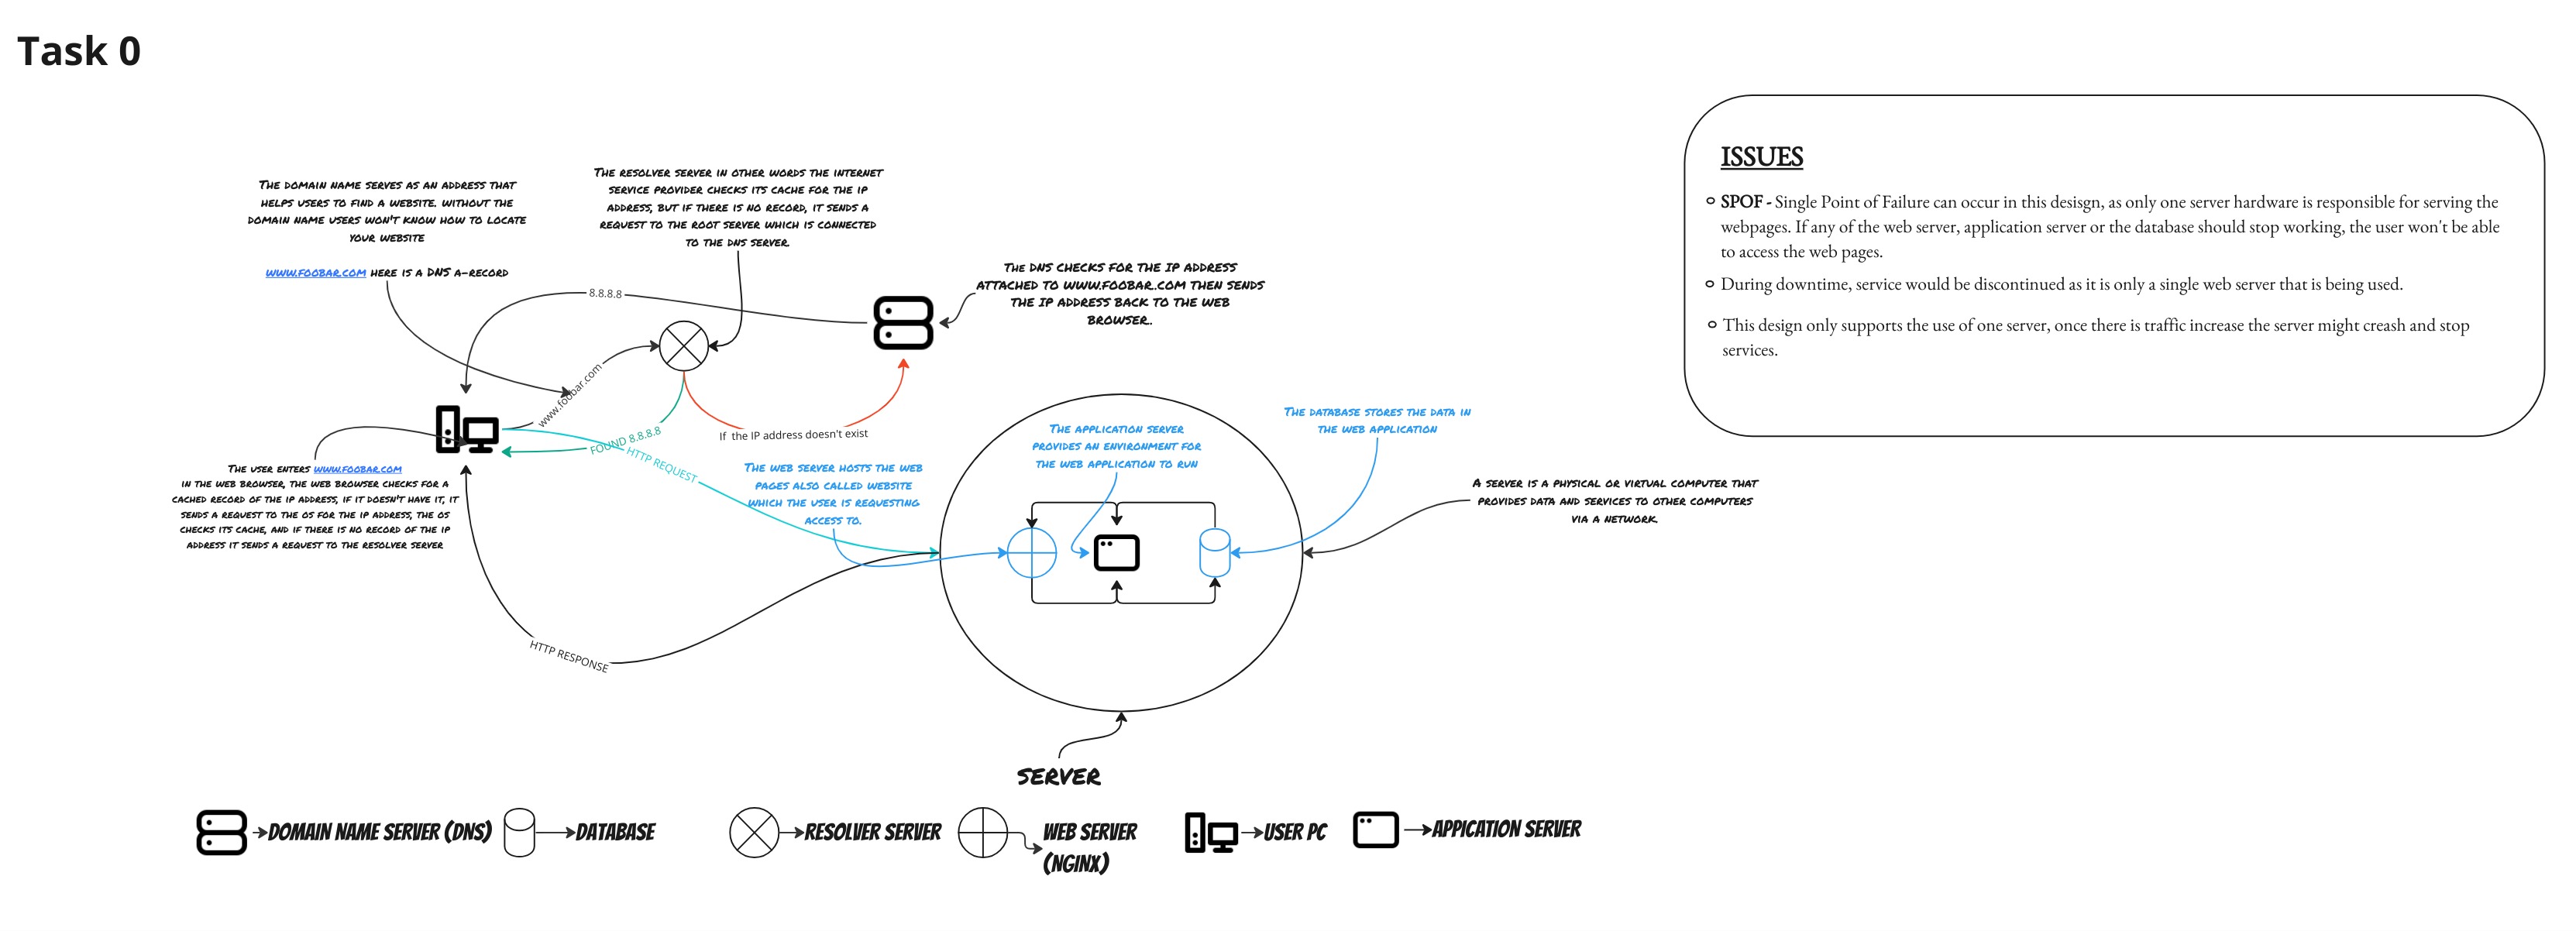 Task 0
The domain name serves as an address that
helps users to find a website. without the
domain name users won't know how to locate
your website
www.foobar.com here is a DNS a-record
The resolver server in other words the internet
service provider checks its cache for the ip
address, but if there is no record, it sends a
request to the root server which is connected
to the dns server.
The DNS CHECKS FOR THE IP ADDRESS
ATTACHED TO WWW.FOOBAR..COM THEN SENDS
THE IP ADDRESS BACK TO THE WEB
BROWSER..
8.8.8.8
www.foobar.com
FOUND 8.8.8.8
If the IP address doesn't exist
HTTP REQUEST
The user enters www.foobar.com
in the web browser, the web browser checks for a
cached record of the ip address, if it doesn't have it, it
sends a request to the os for the ip address, the os
checks its cache, and if there is no record of the ip
address it sends a request to the resolver server
The web server hosts the web
pages also called website
which the user is requesting
access to.
The application server
provides an environment for
the web application to run
The database stores the data in
the web application
A server is a physical or virtual computer that
provides data and services to other computers
via a network.
HTTP RESPONSE
SERVER
ISSUES
SPOF - Single Point of Failure can occur in this desisgn, as only one server hardware is responsible for serving the
webpages. If any of the web server, application server or the database should stop working, the user won't be able
to access the web pages.
During downtime, service would be discontinued as it is only a single web server that is being used.
This design only supports the use of one server, once there is traffic increase the server might creash and stop
services.
DOMAIN NAME SERVER (DNS)
DATABASE
RESOLVER SERVER
WEB SERVER
(NGINX)
USER PC
APPICATION SERVER